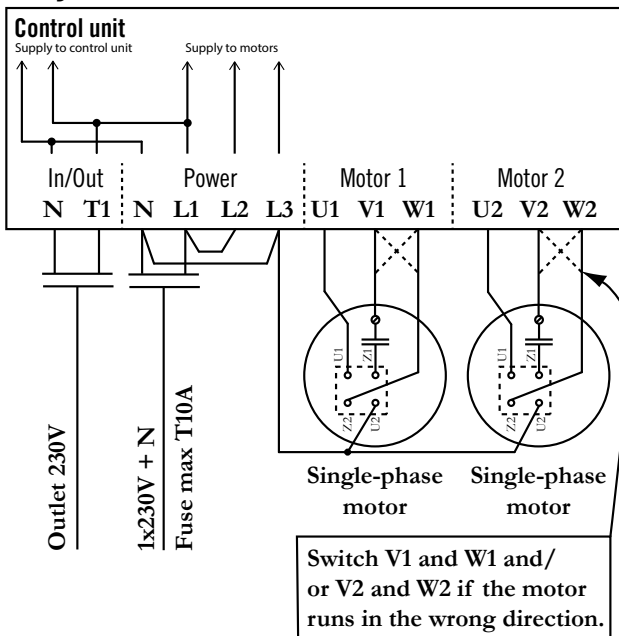 Control unit
Supply to control unit Supply to motors
In/Out Power Motor 1 Motor 2
N T1 N L1 L2 L3 U1 V1 W1 U2 V2 W2
U1 Z1 U1 Z1
Z2 U2 Z2 U2
Outlet 230V
1x230V + N
Fuse max T10A
Single-phase Single-phase
motor motor
Switch V1 and W1 and/
or V2 and W2 if the motor
runs in the wrong direction.